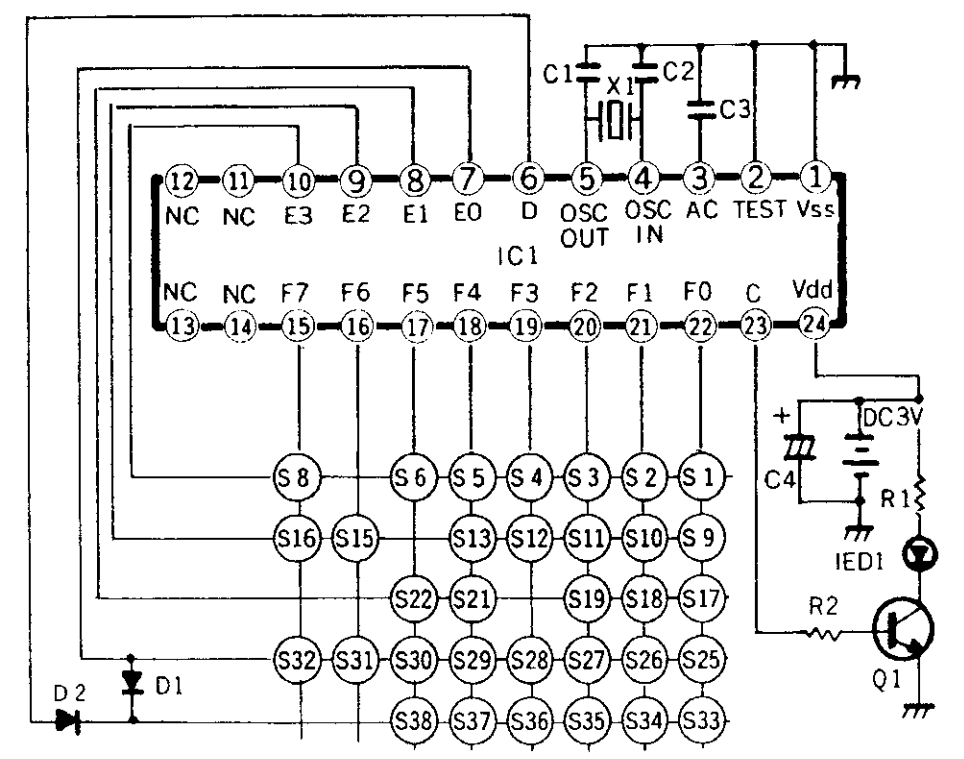 C1 X1 C2
C3
12 11 10 9 8 7 6 5 4 3 2 1
NC NC E3 E2 E1 E0 D OSC OUT OSC IN AC TEST Vss
IC1
NC NC F7 F6 F5 F4 F3 F2 F1 F0 C Vdd
13 14 15 16 17 18 19 20 21 22 23 24
+ DC3V
C4
S8 S6 S5 S4 S3 S2 S1
R1
S16 S15 S13 S12 S11 S10 S9
IED1
S22 S21 S19 S18 S17
R2
S32 S31 S30 S29 S28 S27 S26 S25
Q1
D2 D1
S38 S37 S36 S35 S34 S33